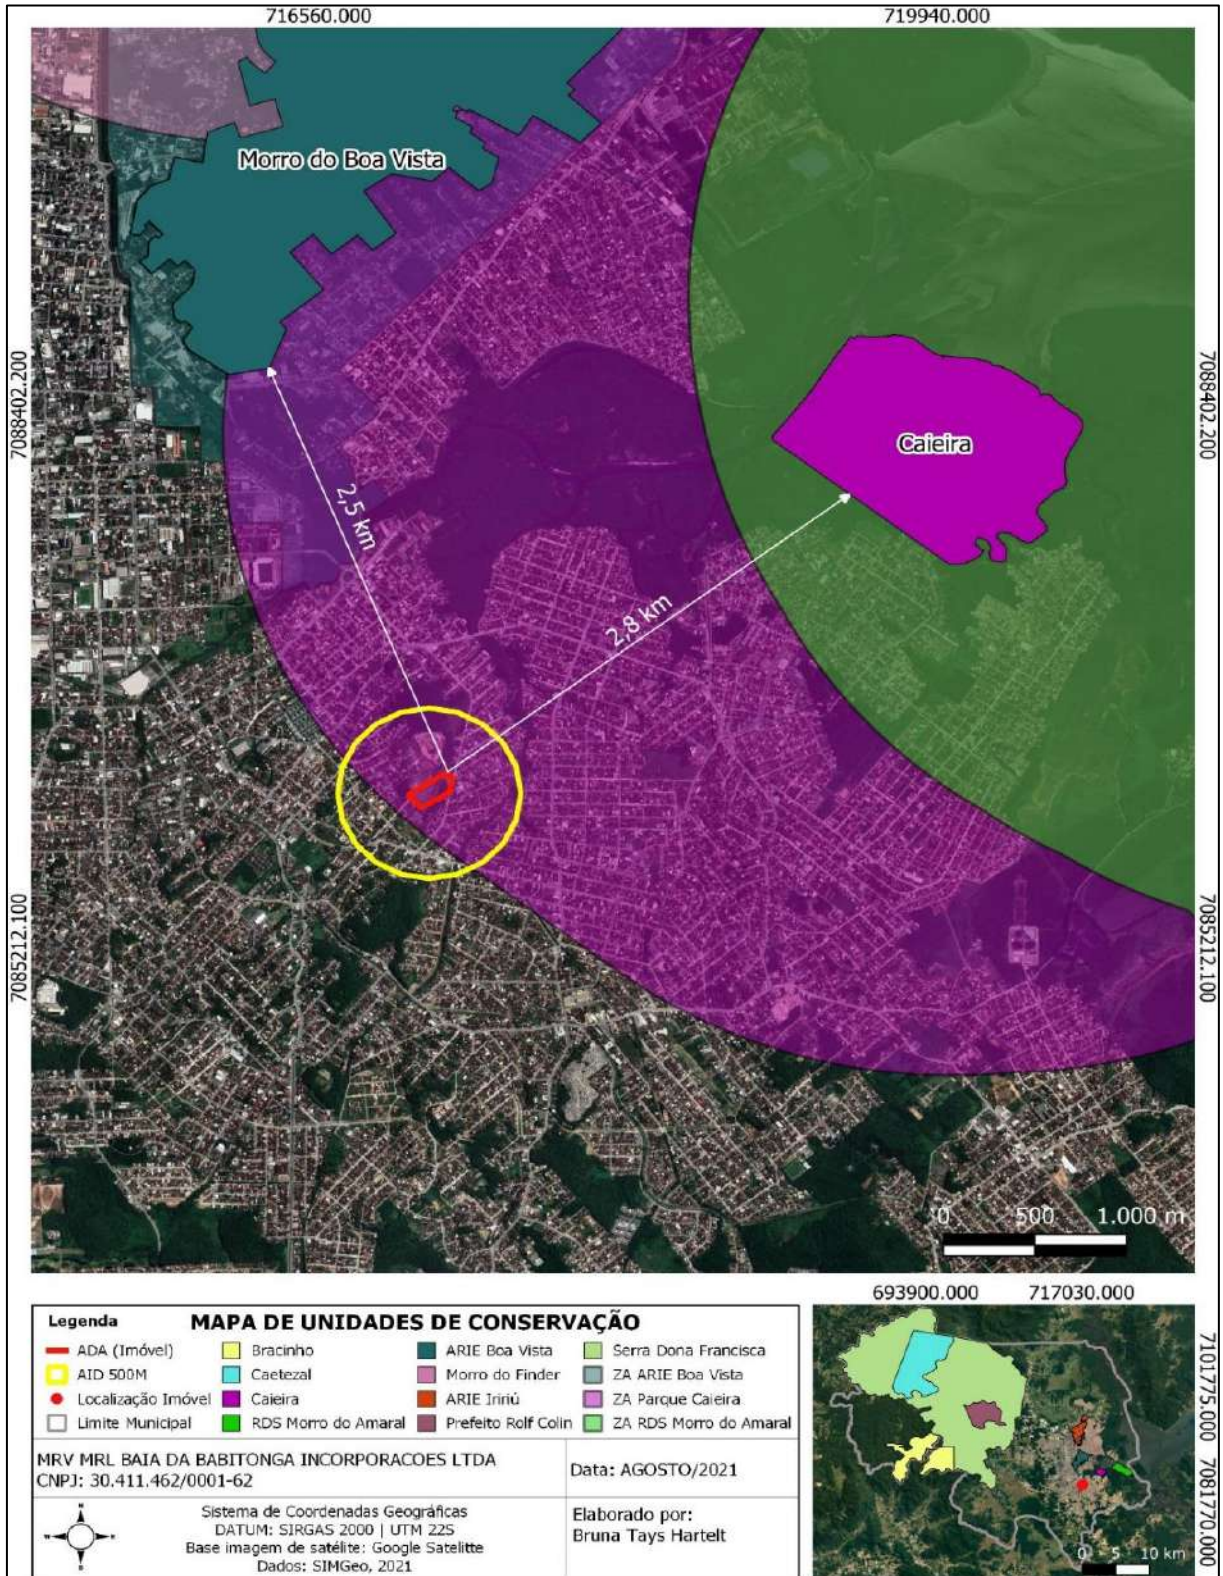 716560.000
719940.000
Morro do Boa Vista
7088402.200
7088402.200
Caieira
2,5 km
2,8 km
7085212.100
7085212.100
0 500 1.000 m
Legenda
MAPA DE UNIDADES DE CONSERVAÇÃO
ADA (Imóvel)
AID 500M
Localização Imóvel
Limite Municipal
Bracinho
Caetezal
Caieira
RDS Morro do Amaral
ARIE Boa Vista
Morro do Finder
ARIE Iririú
Prefeito Rolf Colin
Serra Dona Francisca
ZA ARIE Boa Vista
ZA Parque Caieira
ZA RDS Morro do Amaral
MRV MRL BAIA DA BABITONGA INCORPORACOES LTDA
CNPJ: 30.411.462/0001-62
Data: AGOSTO/2021
N
W
E
S
Sistema de Coordenadas Geográficas
DATUM: SIRGAS 2000 | UTM 22S
Base imagem de satélite: Google Satelitte
Dados: SIMGeo, 2021
Elaborado por:
Bruna Tays Hartelt
693900.000
717030.000
7101775.000
7081770.000
0 5 10 km